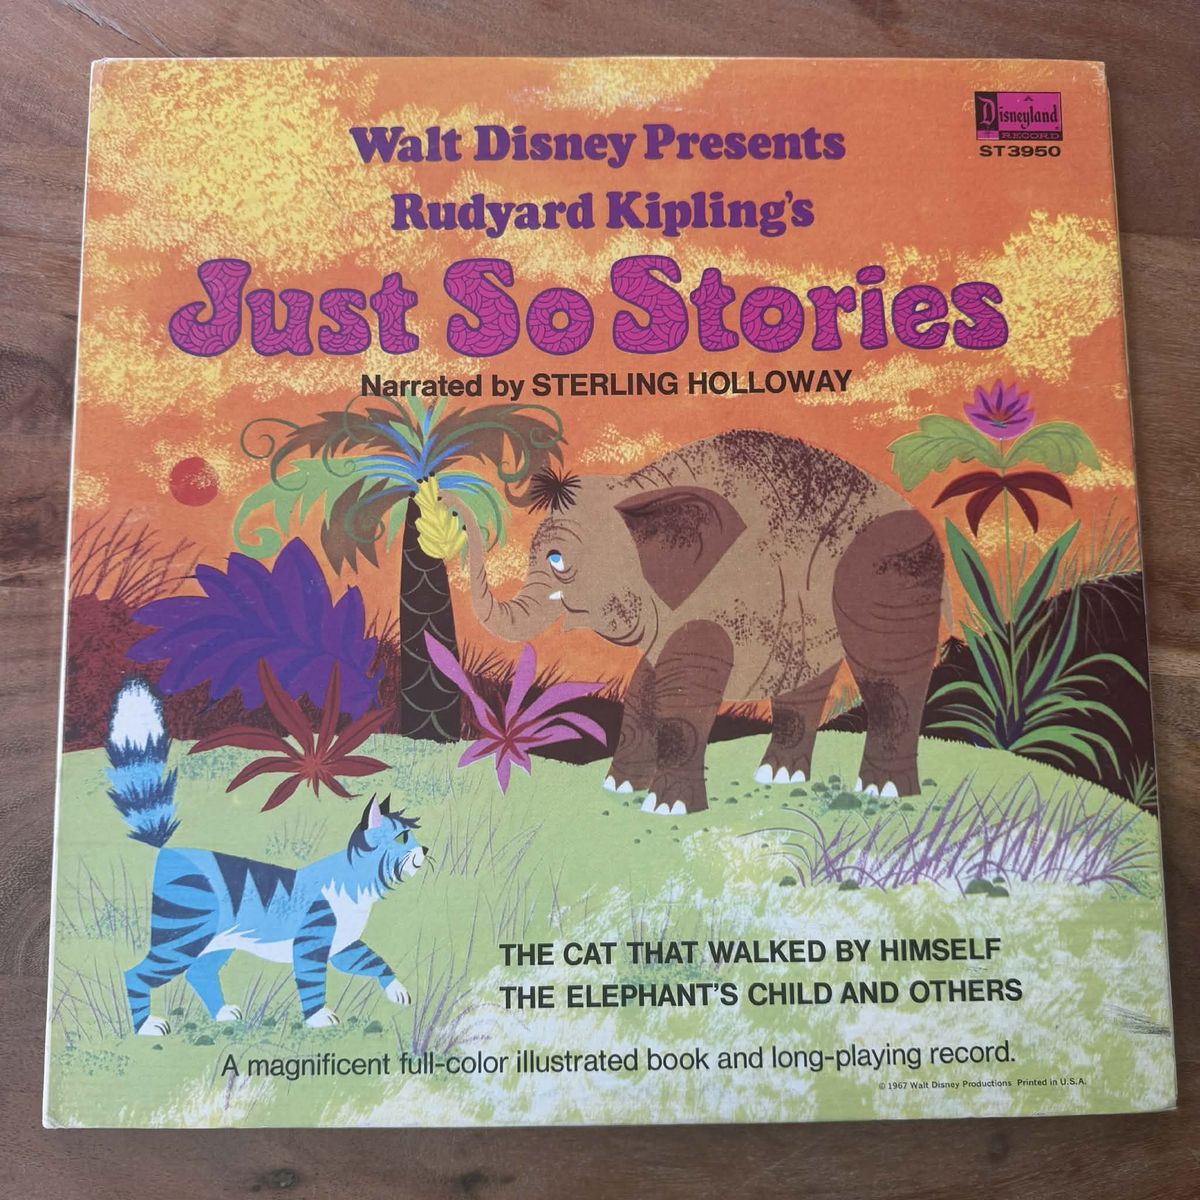 Disneyland
RECORD
ST3950
Walt Disney Presents
Rudyard Kipling's
Just So Stories
Narrated by STERLING HOLLOWAY
THE CAT THAT WALKED BY HIMSELF
THE ELEPHANT'S CHILD AND OTHERS
A magnificent full-color illustrated book and long-playing record.
© 1967 Walt Disney Productions Printed in U.S.A.